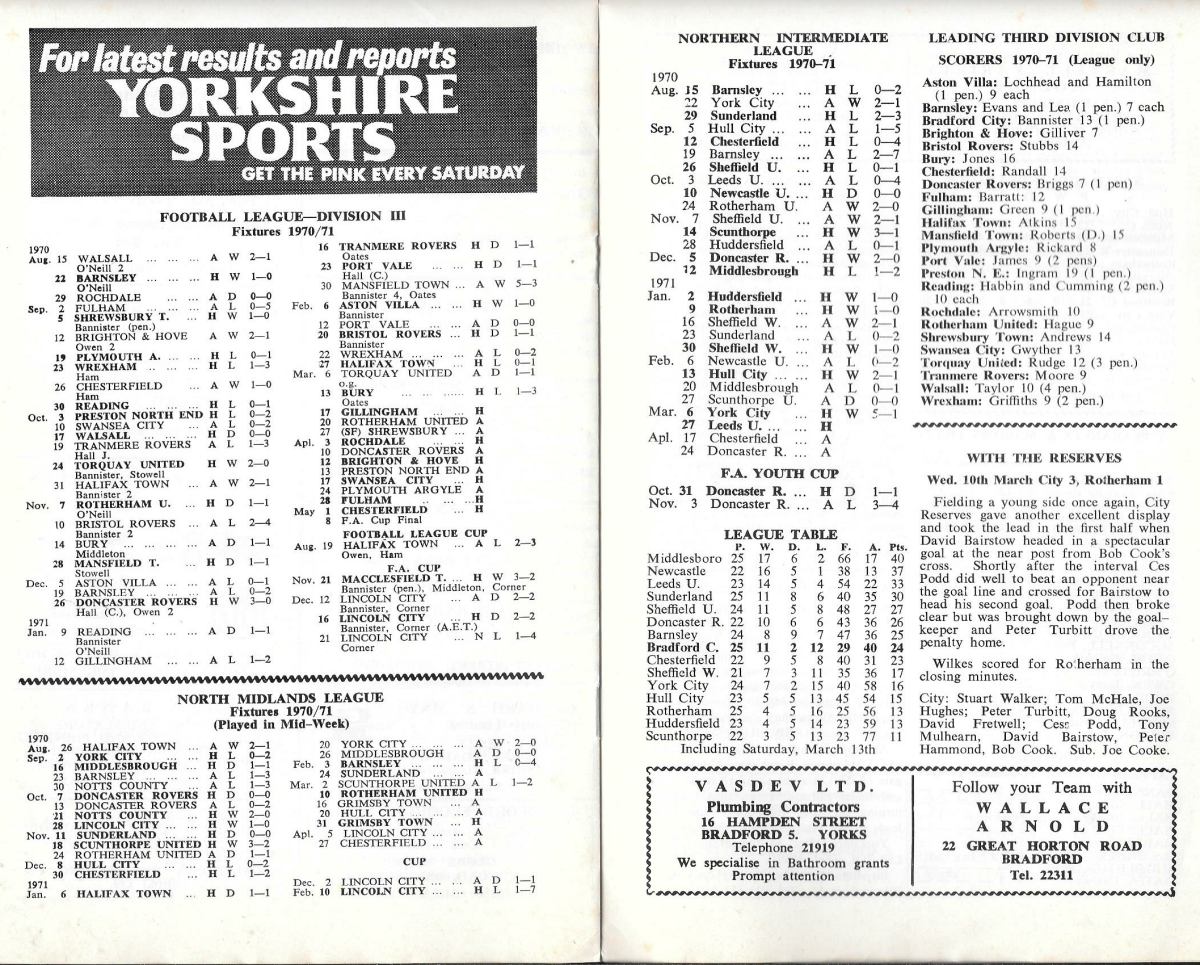 For latest results and reports
YORKSHIRE
SPORTS
GET THE PINK EVERY SATURDAY
FOOTBALL LEAGUE—DIVISION III
Fixtures 1970/71
1970
Aug. 15 WALSALL ... ... ... A W 2—1
O'Neill 2
22 BARNSLEY ... ... ... H W 1—0
O'Neill
29 ROCHDALE ... ... A D 0—0
Sep. 2 FULHAM ... ... ... A L 0—5
5 SHREWSBURY T. ... H W 1—0
Bannister (pen.)
12 BRIGHTON & HOVE A W 2—1
Owen 2
19 PLYMOUTH A. ... ... H L 0—1
23 WREXHAM ... ... H L 1—3
Ham
26 CHESTERFIELD ... A W 1—0
Ham
30 READING ... ... ... H L 0—1
Oct. 3 PRESTON NORTH END H L 0—2
10 SWANSEA CITY ... A L 0—2
17 WALSALL ... ... H D 0—0
19 TRANMERE ROVERS A L 1—3
Hall J.
24 TORQUAY UNITED H W 2—0
Bannister, Stowell
31 HALIFAX TOWN ... A W 2—1
Bannister 2
Nov. 7 ROTHERHAM U. ... H D 1—1
O'Neill
10 BRISTOL ROVERS ... A L 2—4
Bannister 2
14 BURY ... ... ... A D 1—1
Middleton
28 MANSFIELD T. ... H D 1—1
Stowell
Dec. 5 ASTON VILLA ... ... A L 0—1
19 BARNSLEY ... ... A L 0—2
26 DONCASTER ROVERS H W 3—0
Hall (C.), Owen 2
1971
Jan. 9 READING ... ... ... A D 1—1
Bannister
O'Neill
12 GILLINGHAM ... ... A L 1—2
16 TRANMERE ROVERS H D 1—1
Oates
23 PORT VALE ... ... H D 1—1
Hall (C.)
30 MANSFIELD TOWN ... A W 5—3
Bannister 4, Oates
Feb. 6 ASTON VILLA ... H W 1—0
Bannister
12 PORT VALE ... ... A D 0—0
20 BRISTOL ROVERS ... H D 1—1
Bannister
22 WREXHAM ... ... A L 0—2
27 HALIFAX TOWN ... H L 0—1
Mar. 6 TORQUAY UNITED A D 1—1
o.g.
13 BURY ... ... ... H L 1—3
Oates
17 GILLINGHAM ... H
20 ROTHERHAM UNITED A
27 (SF) SHREWSBURY ... A
Apl. 3 ROCHDALE ... ... H
10 DONCASTER ROVERS A
12 BRIGHTON & HOVE H
13 PRESTON NORTH END A
17 SWANSEA CITY ... H
24 PLYMOUTH ARGYLE A
28 FULHAM ... ... H
May 1 CHESTERFIELD ... H
8 F.A. Cup Final
FOOTBALL LEAGUE CUP
Aug. 19 HALIFAX TOWN ... A L 2—3
Owen, Ham
F.A. CUP
Nov. 21 MACCLESFIELD T. ... H W 3—2
Bannister (pen.), Middleton, Corner
Dec. 12 LINCOLN CITY ... A D 2—2
Bannister, Corner
16 LINCOLN CITY ... H D 2—2
Bannister, Corner (A.E.T.)
21 LINCOLN CITY ... N L 1—4
Corner
NORTH MIDLANDS LEAGUE
Fixtures 1970/71
(Played in Mid-Week)
1970
Aug. 26 HALIFAX TOWN ... A W 2—1
Sep. 2 YORK CITY ... ... H L 0—2
16 MIDDLESBROUGH ... H D 1—1
23 BARNSLEY ... ... A L 1—3
30 NOTTS COUNTY ... A L 1—3
Oct. 7 DONCASTER ROVERS H D 0—0
13 DONCASTER ROVERS A L 0—2
21 NOTTS COUNTY ... H W 2—0
28 LINCOLN CITY ... H W 1—0
Nov. 11 SUNDERLAND ... H D 0—0
18 SCUNTHORPE UNITED H W 3—2
24 ROTHERHAM UNITED A D 1—1
Dec. 8 HULL CITY ... ... H L 0—2
30 CHESTERFIELD ... H L 1—2
1971
Jan. 6 HALIFAX TOWN ... H D 1—1
20 YORK CITY ... ... A W 2—0
26 MIDDLESBROUGH A D 0—0
Feb. 3 BARNSLEY ... ... H L 0—4
24 SUNDERLAND ... A
Mar. 2 SCUNTHORPE UNITED A L 1—2
10 ROTHERHAM UNITED H
16 GRIMSBY TOWN ... A
20 HULL CITY ... ... A
31 GRIMSBY TOWN ... H
Apl. 5 LINCOLN CITY ... A
27 CHESTERFIELD ... A
CUP
Dec. 2 LINCOLN CITY ... A D 1—1
Feb. 10 LINCOLN CITY ... H L 1—7
NORTHERN INTERMEDIATE
LEAGUE
Fixtures 1970-71
1970
Aug. 15 Barnsley ... ... H L 0—2
22 York City ... A W 2—1
29 Sunderland ... H L 2—3
Sep. 5 Hull City ... ... A L 1—5
12 Chesterfield ... H L 0—4
19 Barnsley ... ... A L 2—7
26 Sheffield U. ... H L 0—1
Oct. 3 Leeds U. ... ... A L 0—4
10 Newcastle U. ... H D 0—0
24 Rotherham U. A W 2—0
Nov. 7 Sheffield U. ... A W 2—1
14 Scunthorpe ... H W 3—1
28 Huddersfield ... A L 0—1
Dec. 5 Doncaster R. ... H W 2—0
12 Middlesbrough H L 1—2
1971
Jan. 2 Huddersfield ... H W 1—0
9 Rotherham ... H W 1—0
16 Sheffield W. ... A W 2—1
23 Sunderland ... A L 0—2
30 Sheffield W. ... H W 1—0
Feb. 6 Newcastle U. ... A L 0—2
13 Hull City ... ... H W 2—1
20 Middlesbrough A L 0—1
27 Scunthorpe U. A D 0—0
Mar. 6 York City ... H W 5—1
27 Leeds U. ... ... H
Apl. 17 Chesterfield ... A
24 Doncaster R. ... A
F.A. YOUTH CUP
Oct. 31 Doncaster R. ... H D 1—1
Nov. 3 Doncaster R. ... A L 3—4
LEAGUE TABLE
P. W. D. L. F. A. Pts.
Middlesboro 25 17 6 2 66 17 40
Newcastle 22 16 5 1 38 13 37
Leeds U. 23 14 5 4 54 22 33
Sunderland 25 11 8 6 40 35 30
Sheffield U. 24 11 5 8 48 27 27
Doncaster R. 22 10 6 6 43 36 26
Barnsley 24 8 9 7 47 36 25
Bradford C. 25 11 2 12 29 40 24
Chesterfield 22 9 5 8 40 31 23
Sheffield W. 21 7 3 11 35 36 17
York City 24 7 2 15 40 58 16
Hull City 23 5 5 13 45 54 15
Rotherham 25 4 5 16 25 56 13
Huddersfield 23 4 5 14 23 59 13
Scunthorpe 22 3 5 13 23 77 11
Including Saturday, March 13th
LEADING THIRD DIVISION CLUB
SCORERS 1970-71 (League only)
Aston Villa: Lochhead and Hamilton
(1 pen.) 9 each
Barnsley: Evans and Lea (1 pen.) 7 each
Bradford City: Bannister 13 (1 pen.)
Brighton & Hove: Gilliver 7
Bristol Rovers: Stubbs 14
Bury: Jones 16
Chesterfield: Randall 14
Doncaster Rovers: Briggs 7 (1 pen)
Fulham: Barratt: 12
Gillingham: Green 9 (1 pen.)
Halifax Town: Atkins 15
Mansfield Town: Roberts (D.) 15
Plymouth Argyle: Rickard 8
Port Vale: James 9 (2 pens)
Preston N. E.: Ingram 19 (1 pen.)
Reading: Habbin and Cumming (2 pen.)
10 each
Rochdale: Arrowsmith 10
Rotherham United: Hague 9
Shrewsbury Town: Andrews 14
Swansea City: Gwyther 13
Torquay United: Rudge 12 (3 pen.)
Tranmere Rovers: Moore 9
Walsall: Taylor 10 (4 pen.)
Wrexham: Griffiths 9 (2 pen.)
WITH THE RESERVES
Wed. 10th March City 3, Rotherham 1
Fielding a young side once again, City
Reserves gave another excellent display
and took the lead in the first half when
David Bairstow headed in a spectacular
goal at the near post from Bob Cook's
cross. Shortly after the interval Ces
Podd did well to beat an opponent near
the goal line and crossed for Bairstow to
head his second goal. Podd then broke
clear but was brought down by the goal-
keeper and Peter Turbitt drove the
penalty home.
Wilkes scored for Rotherham in the
closing minutes.
City: Stuart Walker; Tom McHale, Joe
Hughes; Peter Turbitt, Doug Rooks,
David Fretwell; Cess Podd, Tony
Mulhearn, David Bairstow, Peter
Hammond, Bob Cook. Sub. Joe Cooke.
VASDEV LTD.
Plumbing Contractors
16 HAMPDEN STREET
BRADFORD 5. YORKS
Telephone 21919
We specialise in Bathroom grants
Prompt attention
Follow your Team with
WALLACE
ARNOLD
22 GREAT HORTON ROAD
BRADFORD
Tel. 22311